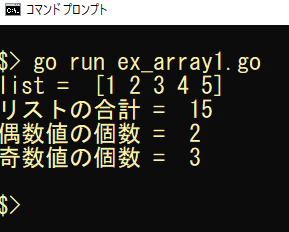 コマンドプロンプト
$> go run ex_array1.go
list =  [1 2 3 4 5]
リストの合計 =  15
偶数値の個数 =  2
奇数値の個数 =  3
$>